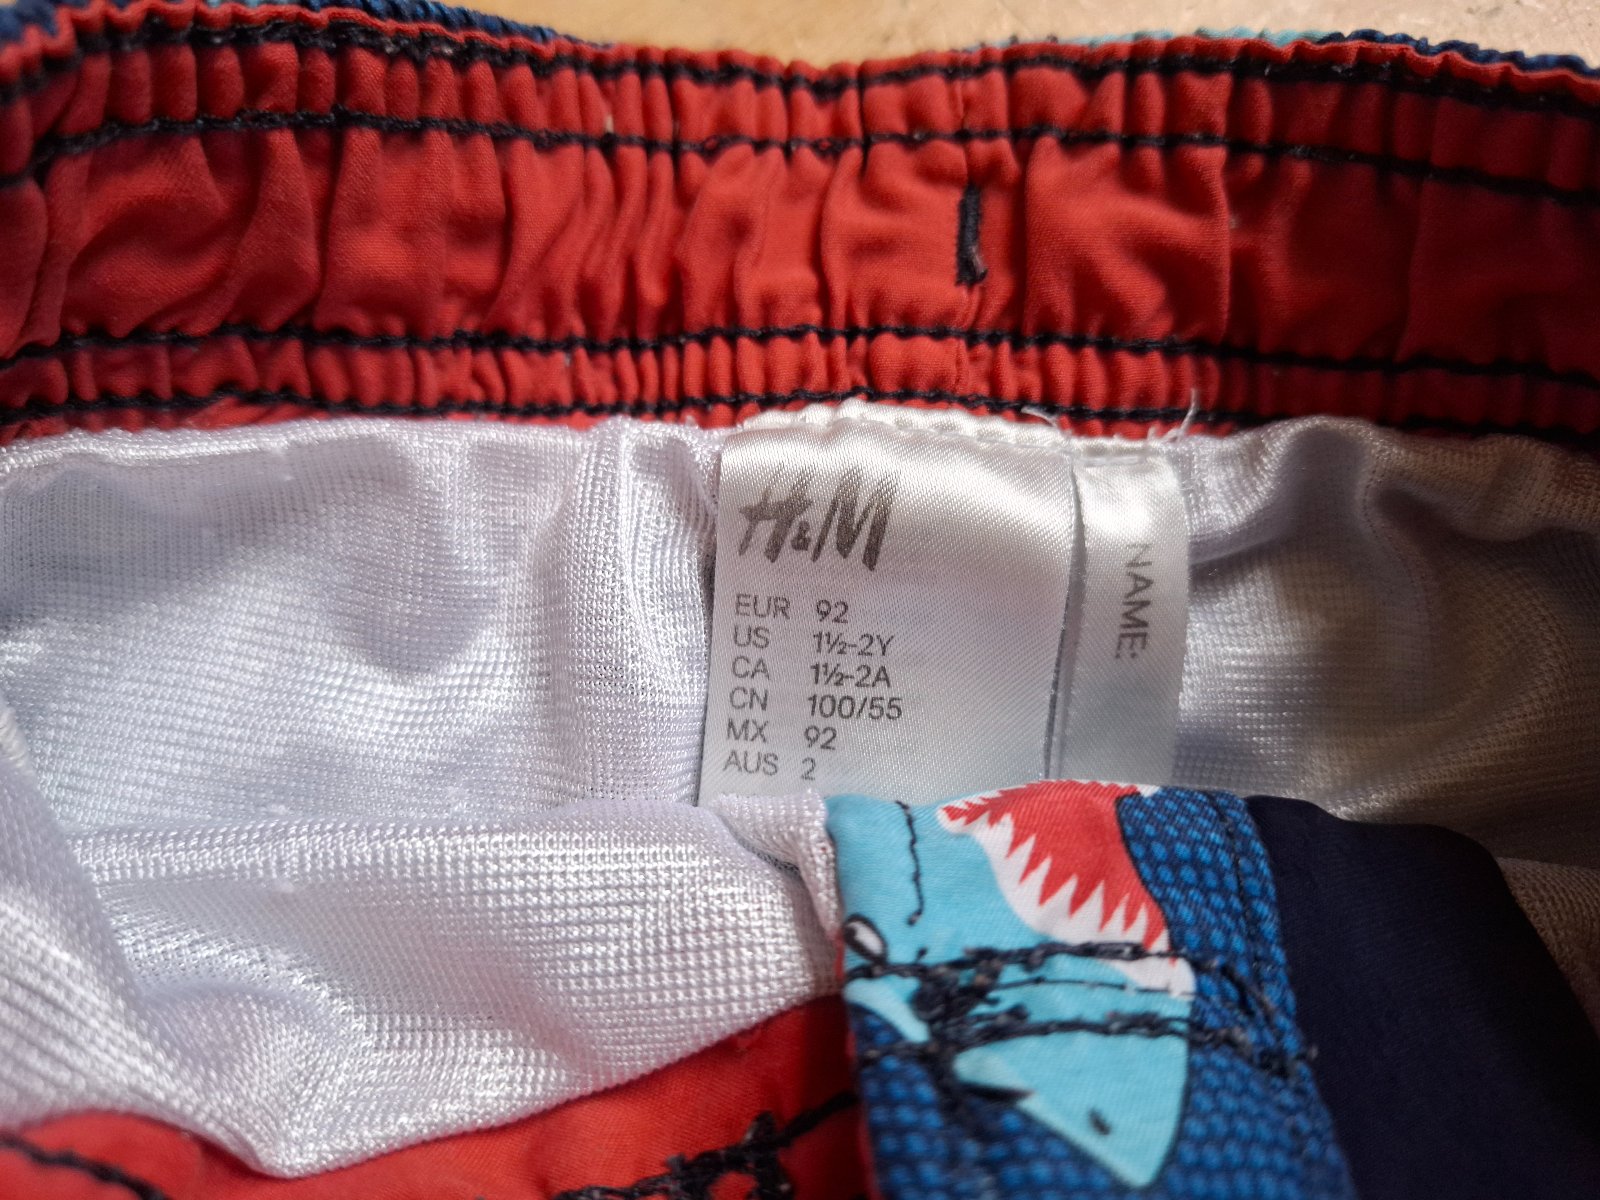 H&M
EUR 92
US 1½-2Y
CA 1½-2A
CN 100/55
MX 92
AUS 2
NAME: